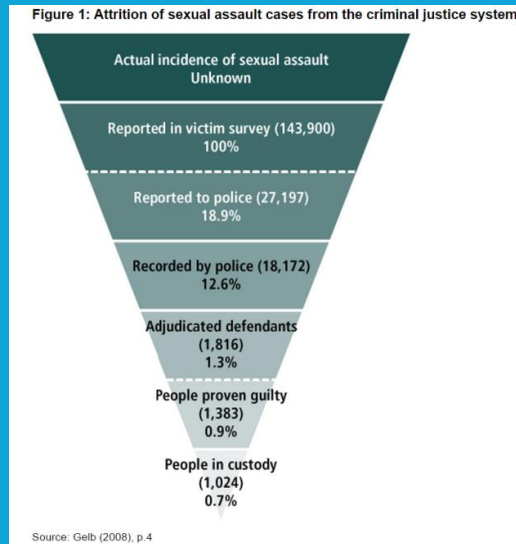 Figure 1: Attrition of sexual assault cases from the criminal justice system
Actual incidence of sexual assault
Unknown
Reported in victim survey (143,900)
100%
Reported to police (27,197)
18.9%
Recorded by police (18,172)
12.6%
Adjudicated defendants
(1,816)
1.3%
People proven guilty
(1,383)
0.9%
People in custody
(1,024)
0.7%
Source: Gelb (2008), p.4